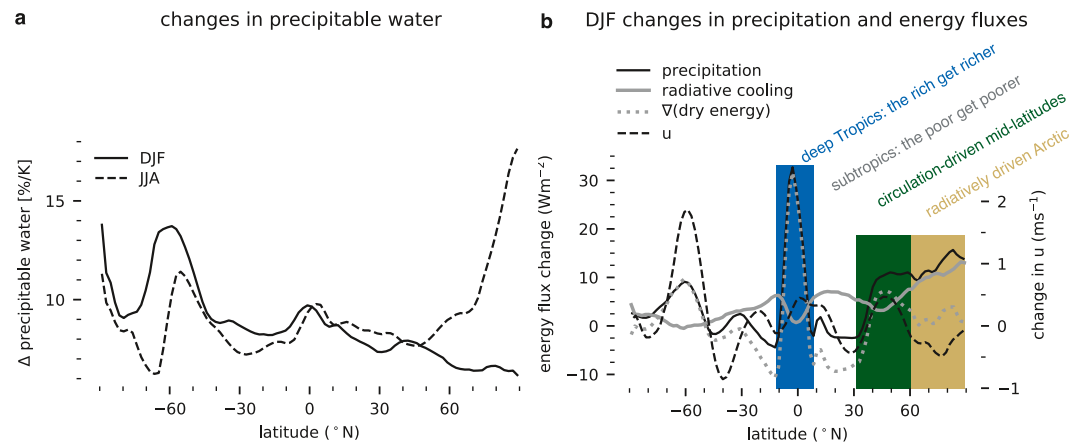 a
changes in precipitable water
Δ precipitable water [%/K]
DJF
JJA
15
10
−60
−30
0
30
60
latitude (°N)
b
DJF changes in precipitation and energy fluxes
precipitation
radiative cooling
∇(dry energy)
u
deep Tropics: the rich get richer
subtropics: the poor get poorer
circulation-driven mid-latitudes
radiatively driven Arctic
energy flux change (Wm⁻²)
30
20
10
0
−10
2
1
0
−1
change in u (ms⁻¹)
−60
−30
0
30
60
latitude (°N)